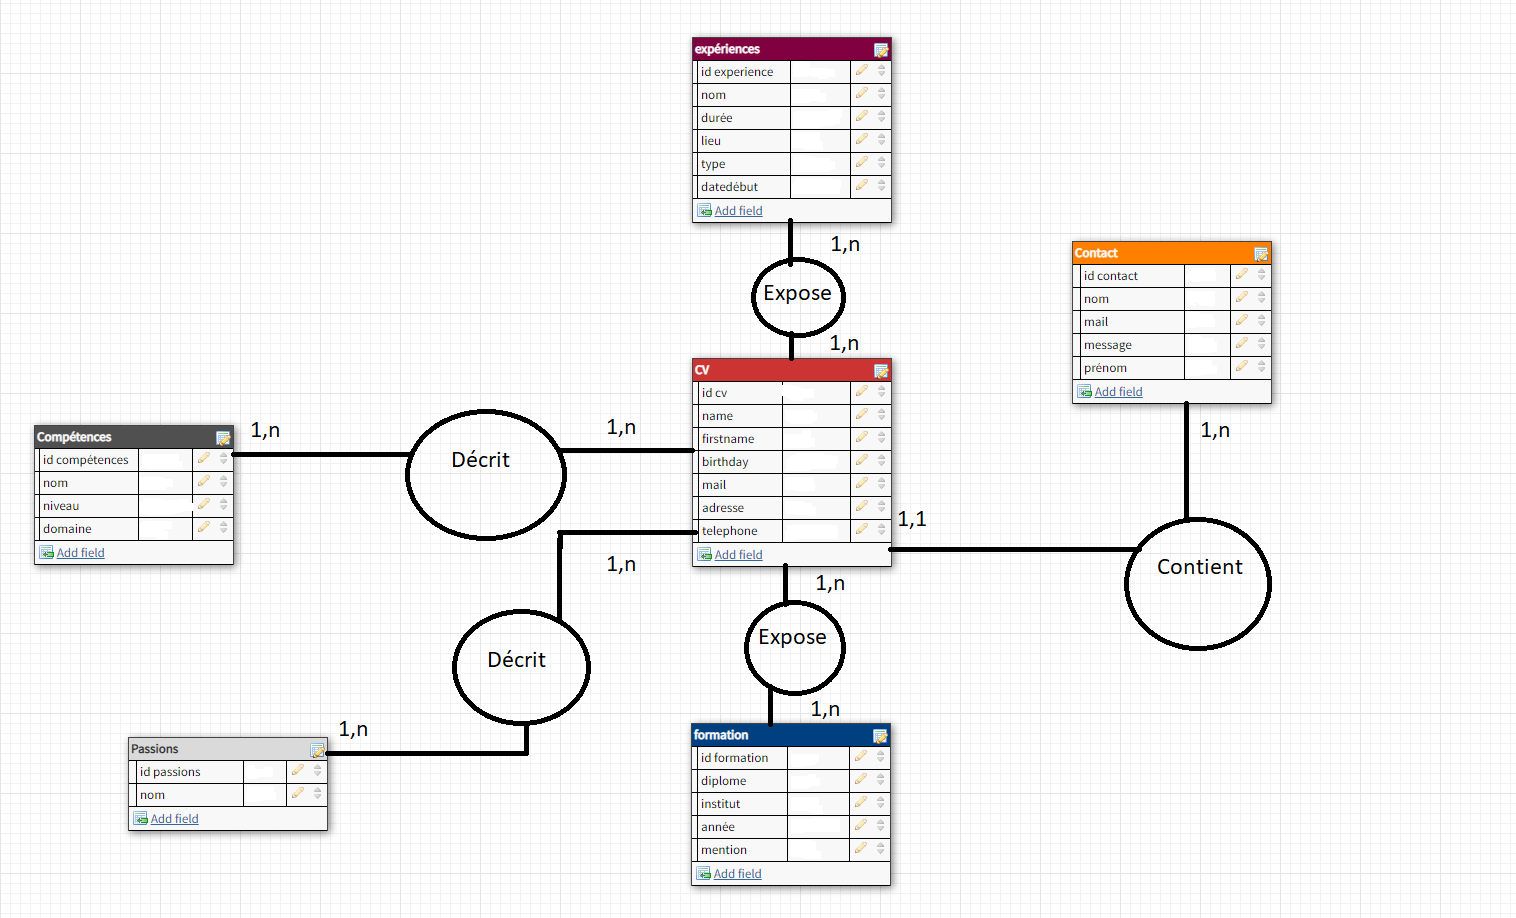 expériences
id experience
nom
durée
lieu
type
datedébut
Add field
1,n
Expose
1,n
Contact
id contact
nom
mail
message
prénom
Add field
1,n
CV
id cv
name
firstname
birthday
mail
adresse
telephone
Add field
Compétences
id compétences
nom
niveau
domaine
Add field
1,n
Décrit
1,n
1,1
Contient
1,n
Décrit
1,n
1,n
Expose
1,n
Passions
id passions
nom
Add field
formation
id formation
diplome
institut
année
mention
Add field